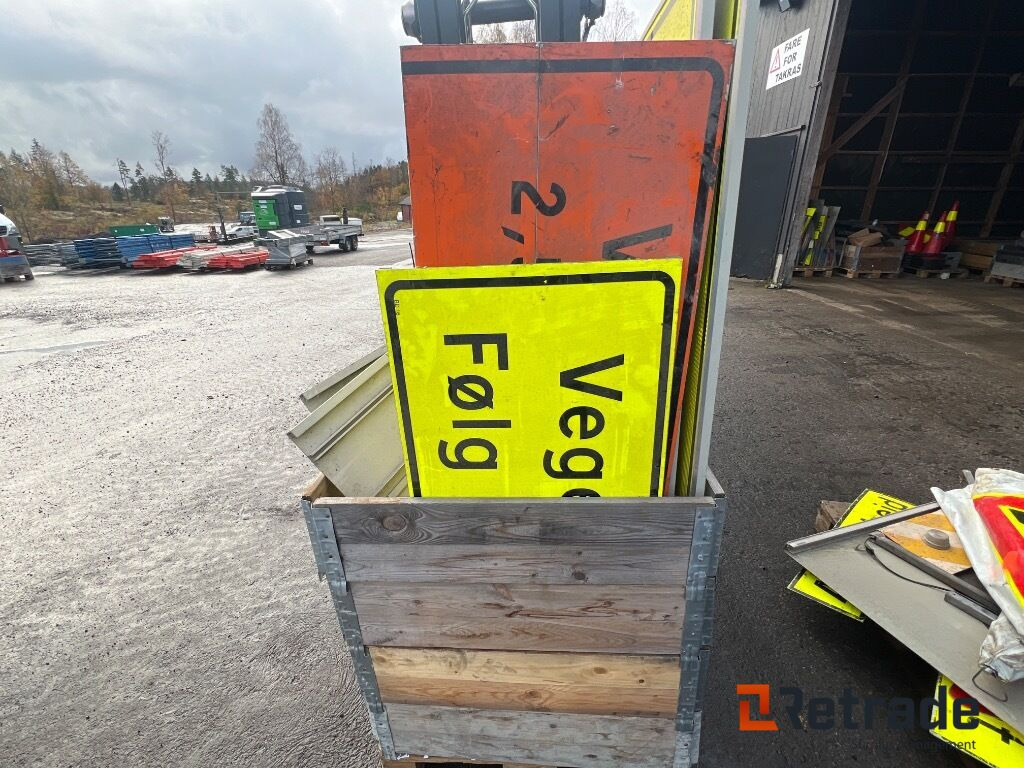 FARE
FOR
TAKRAS
2
V
Vege
Følg
Retrade